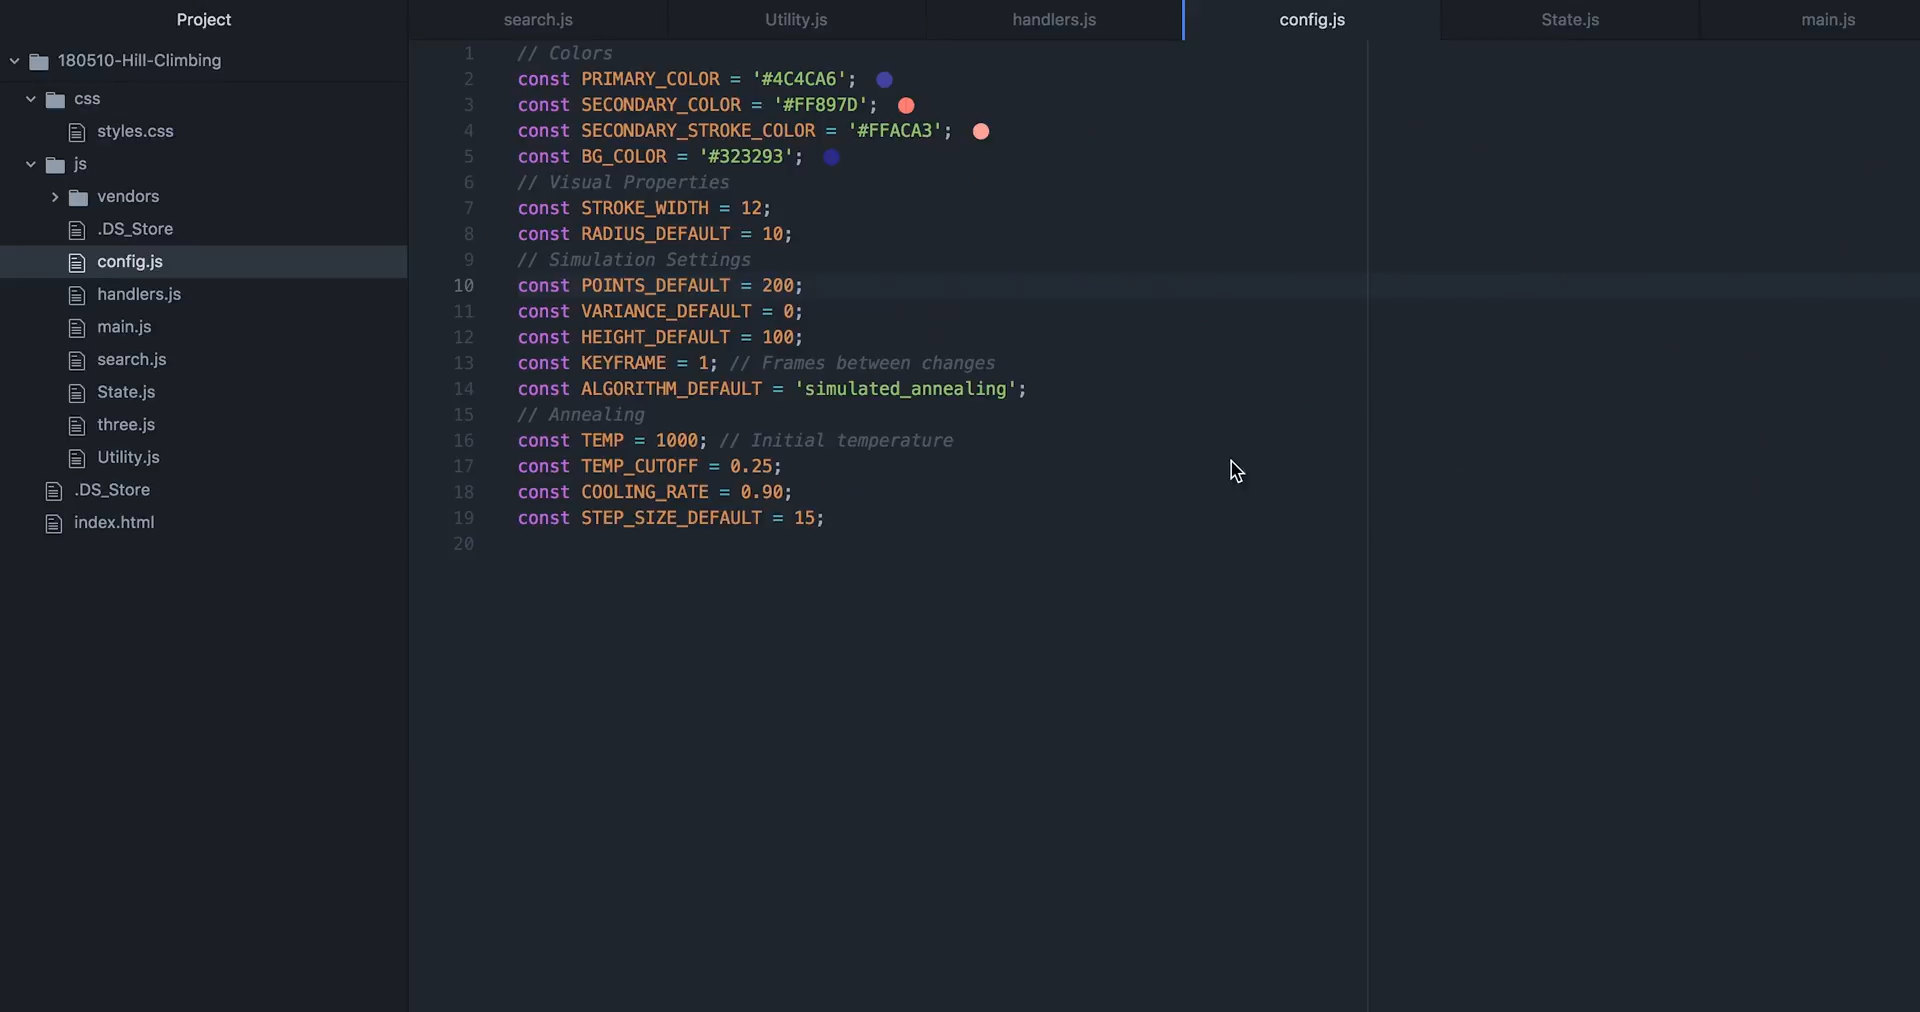 Project
180510-Hill-Climbing
css
styles.css
js
vendors
.DS_Store
config.js
handlers.js
main.js
search.js
State.js
three.js
Utility.js
.DS_Store
index.html
search.js
Utility.js
handlers.js
config.js
State.js
main.js
1 // Colors
2 const PRIMARY_COLOR = '#4C4CA6';
3 const SECONDARY_COLOR = '#FF897D';
4 const SECONDARY_STROKE_COLOR = '#FFACA3';
5 const BG_COLOR = '#323293';
6 // Visual Properties
7 const STROKE_WIDTH = 12;
8 const RADIUS_DEFAULT = 10;
9 // Simulation Settings
10 const POINTS_DEFAULT = 200;
11 const VARIANCE_DEFAULT = 0;
12 const HEIGHT_DEFAULT = 100;
13 const KEYFRAME = 1; // Frames between changes
14 const ALGORITHM_DEFAULT = 'simulated_annealing';
15 // Annealing
16 const TEMP = 1000; // Initial temperature
17 const TEMP_CUTOFF = 0.25;
18 const COOLING_RATE = 0.90;
19 const STEP_SIZE_DEFAULT = 15;
20